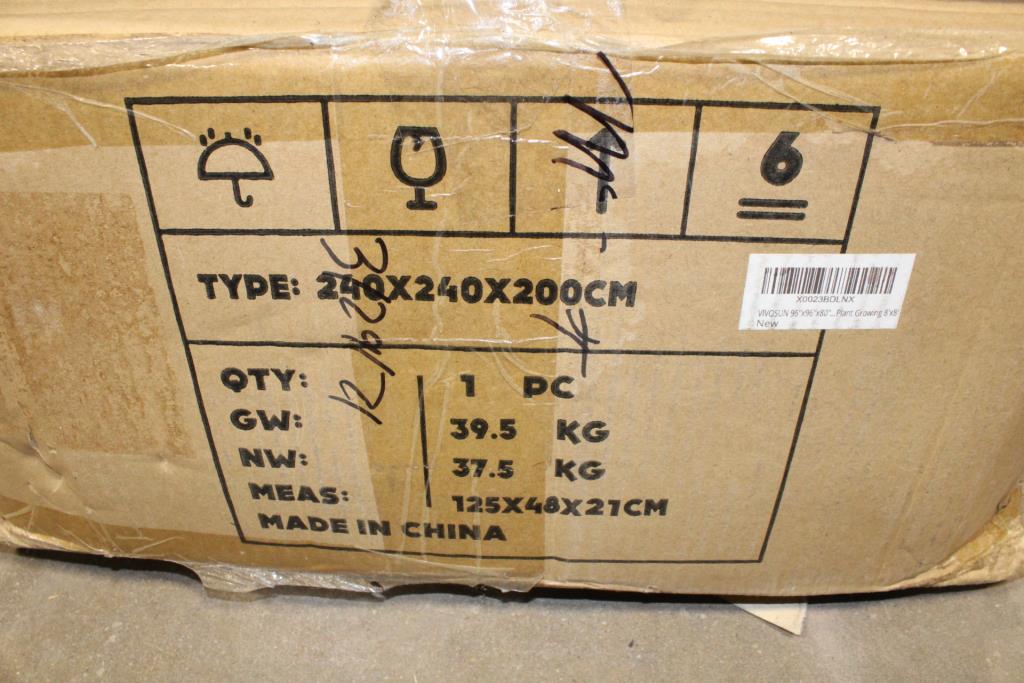 6
TYPE: 240X240X200CM
X0023BDLNX
VIVOSUN 96"x96"x80"...Plant Growing 8'x8'
New
QTY: 1 PC
GW: 39.5 KG
NW: 37.5 KG
MEAS: 125X48X21CM
MADE IN CHINA